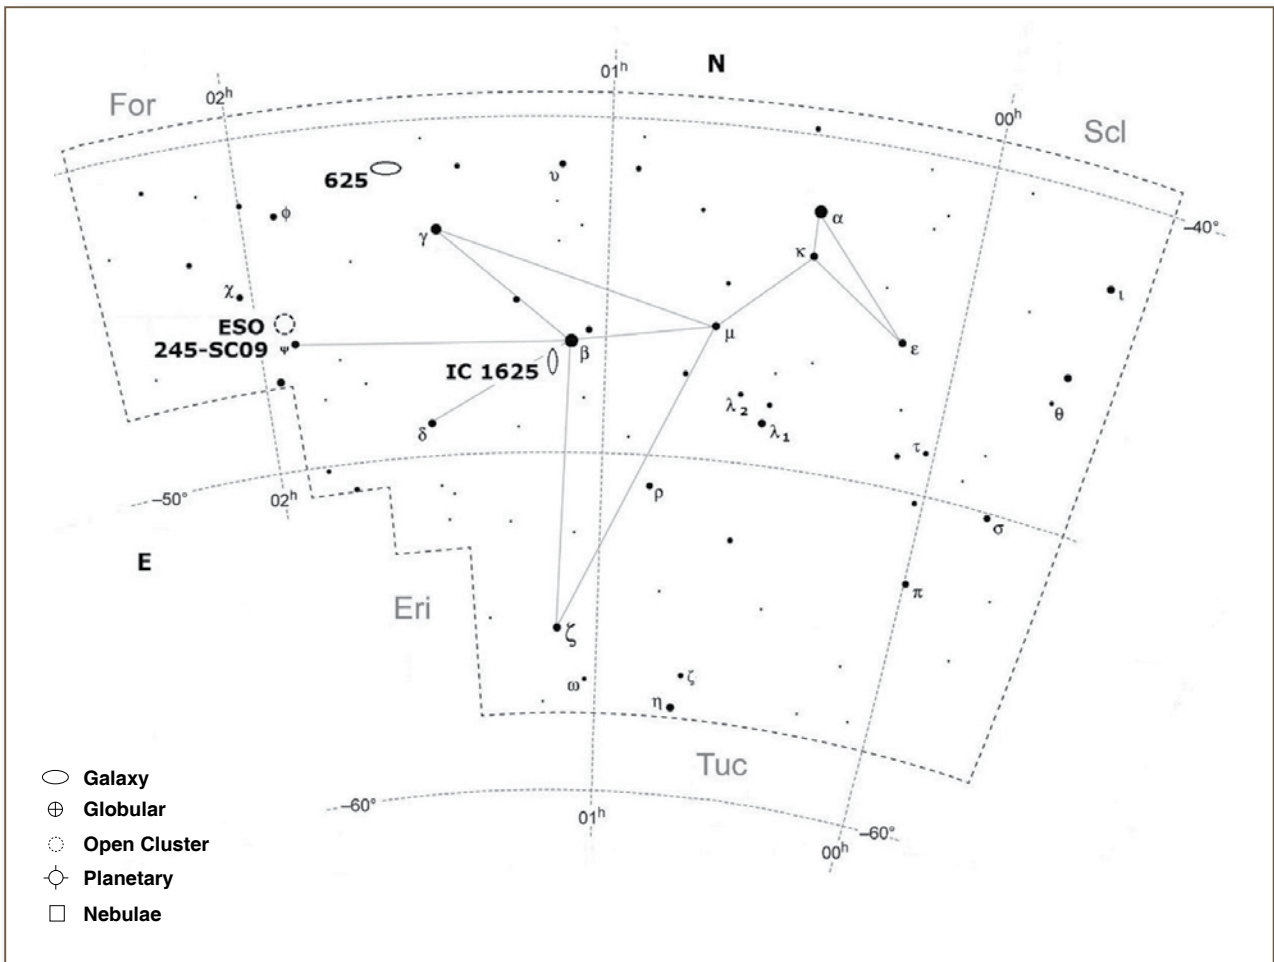 N
01ʰ
02ʰ
For
00ʰ
Scl
625
υ
ϕ
α
γ
–40°
κ
χ
ι
ESO
245-SC09 ψ
μ
β
ε
IC 1625
λ₂
θ
δ
λ₁
τ
–50°
02ʰ
ρ
σ
E
π
Eri
ζ
ω
ζ
η
Tuc
Galaxy
–60°
Globular
01ʰ
–60°
00ʰ
Open Cluster
Planetary
Nebulae